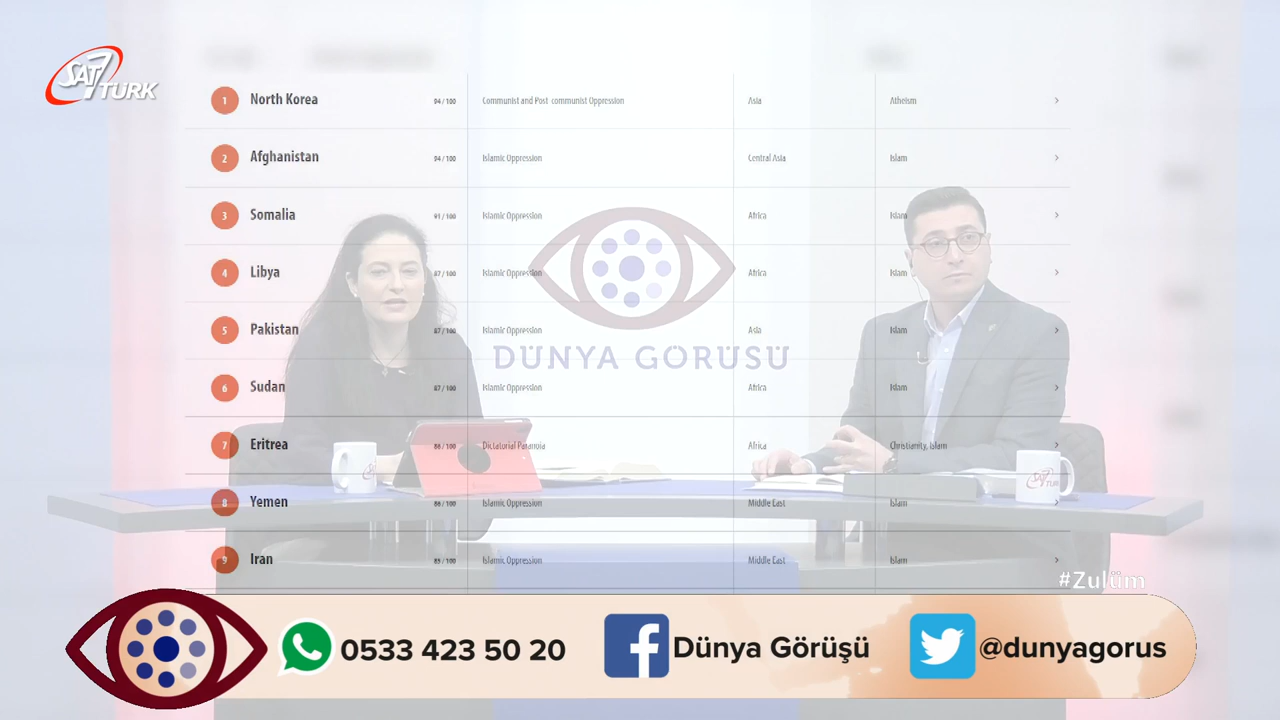 SAT 7 TURK
1 North Korea 94 / 100 Communist and Post communist Oppression Asia Atheism >
2 Afghanistan 94 / 100 Islamic Oppression Central Asia Islam >
3 Somalia 91 / 100 Islamic Oppression Africa Islam >
4 Libya 87 / 100 Islamic Oppression Africa Islam >
5 Pakistan 87 / 100 Islamic Oppression Asia Islam >
DÜNYA GÖRÜŞÜ
6 Sudan 87 / 100 Islamic Oppression Africa Islam >
7 Eritrea 86 / 100 Dictatorial Paranoia Africa Christianity, Islam >
8 Yemen 86 / 100 Islamic Oppression Middle East Islam >
9 Iran 85 / 100 Islamic Oppression Middle East Islam >
#Zulüm
0533 423 50 20 Dünya Görüşü @dunyagorus